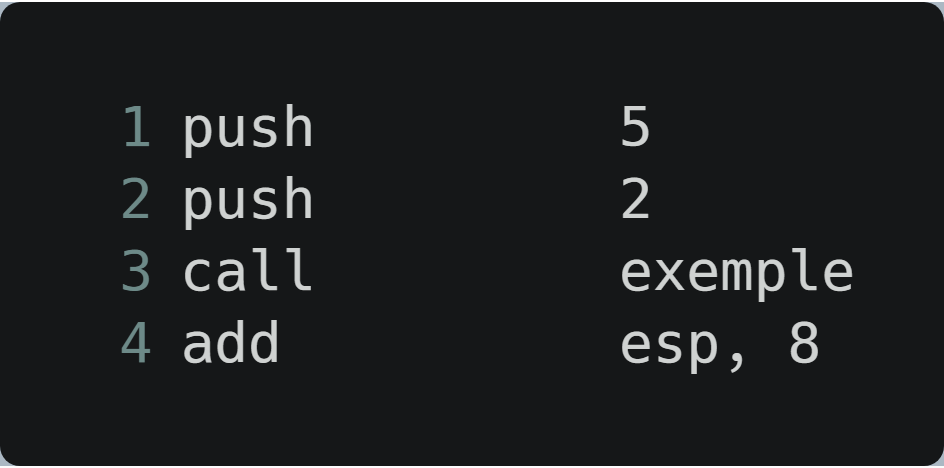 1 push 5
2 push 2
3 call exemple
4 add esp, 8